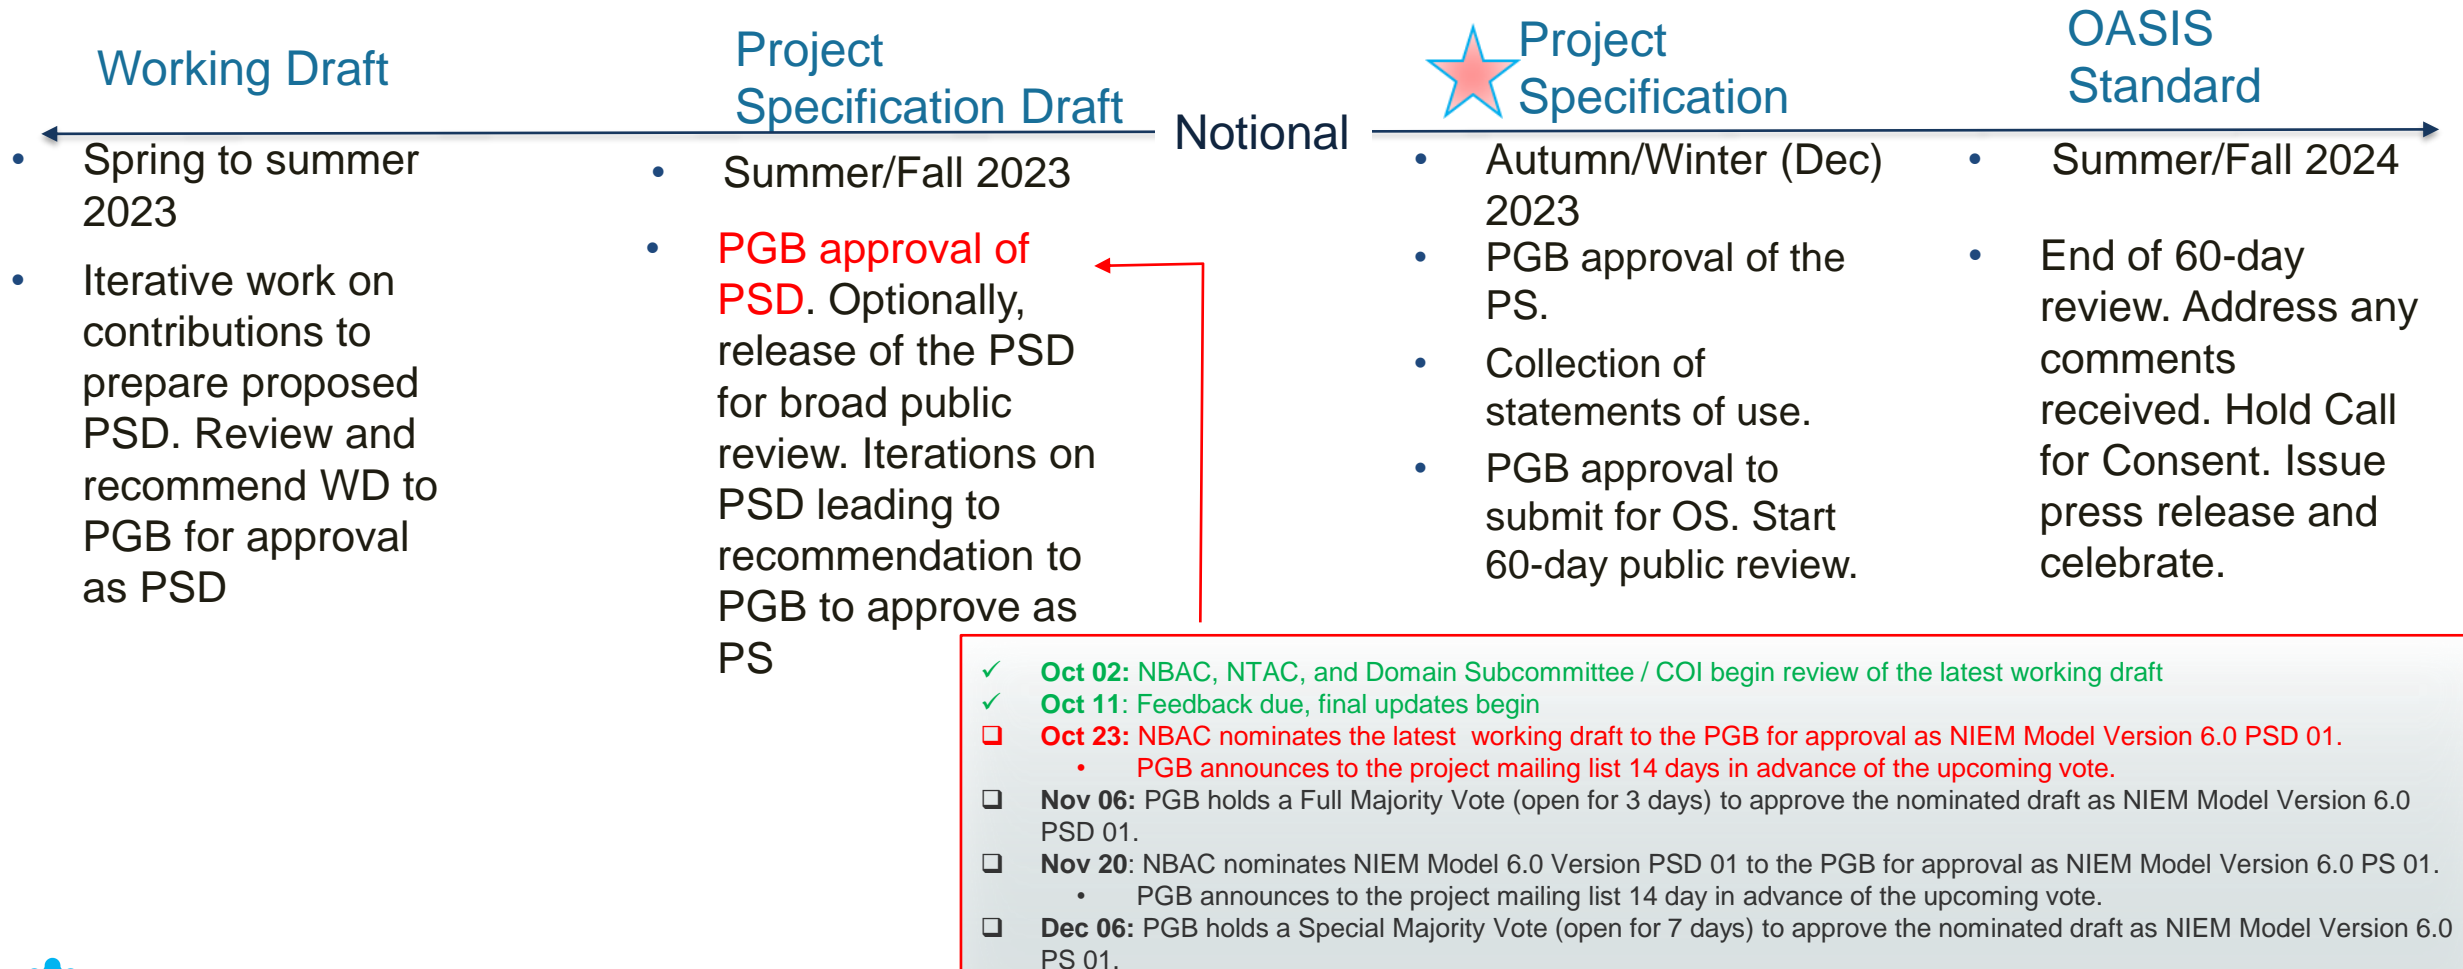 Working Draft
Project
Specification Draft
Project
Specification
OASIS
Standard
Notional
• Spring to summer
2023
• Iterative work on
contributions to
prepare proposed
PSD. Review and
recommend WD to
PGB for approval
as PSD
• Summer/Fall 2023
• PGB approval of
PSD. Optionally,
release of the PSD
for broad public
review. Iterations on
PSD leading to
recommendation to
PGB to approve as
PS
• Autumn/Winter (Dec)
2023
• PGB approval of the
PS.
• Collection of
statements of use.
• PGB approval to
submit for OS. Start
60-day public review.
• Summer/Fall 2024
• End of 60-day
review. Address any
comments
received. Hold Call
for Consent. Issue
press release and
celebrate.
✓ Oct 02: NBAC, NTAC, and Domain Subcommittee / COI begin review of the latest working draft
✓ Oct 11: Feedback due, final updates begin
❑ Oct 23: NBAC nominates the latest working draft to the PGB for approval as NIEM Model Version 6.0 PSD 01.
• PGB announces to the project mailing list 14 days in advance of the upcoming vote.
❑ Nov 06: PGB holds a Full Majority Vote (open for 3 days) to approve the nominated draft as NIEM Model Version 6.0
PSD 01.
❑ Nov 20: NBAC nominates NIEM Model 6.0 Version PSD 01 to the PGB for approval as NIEM Model Version 6.0 PS 01.
• PGB announces to the project mailing list 14 day in advance of the upcoming vote.
❑ Dec 06: PGB holds a Special Majority Vote (open for 7 days) to approve the nominated draft as NIEM Model Version 6.0
PS 01.